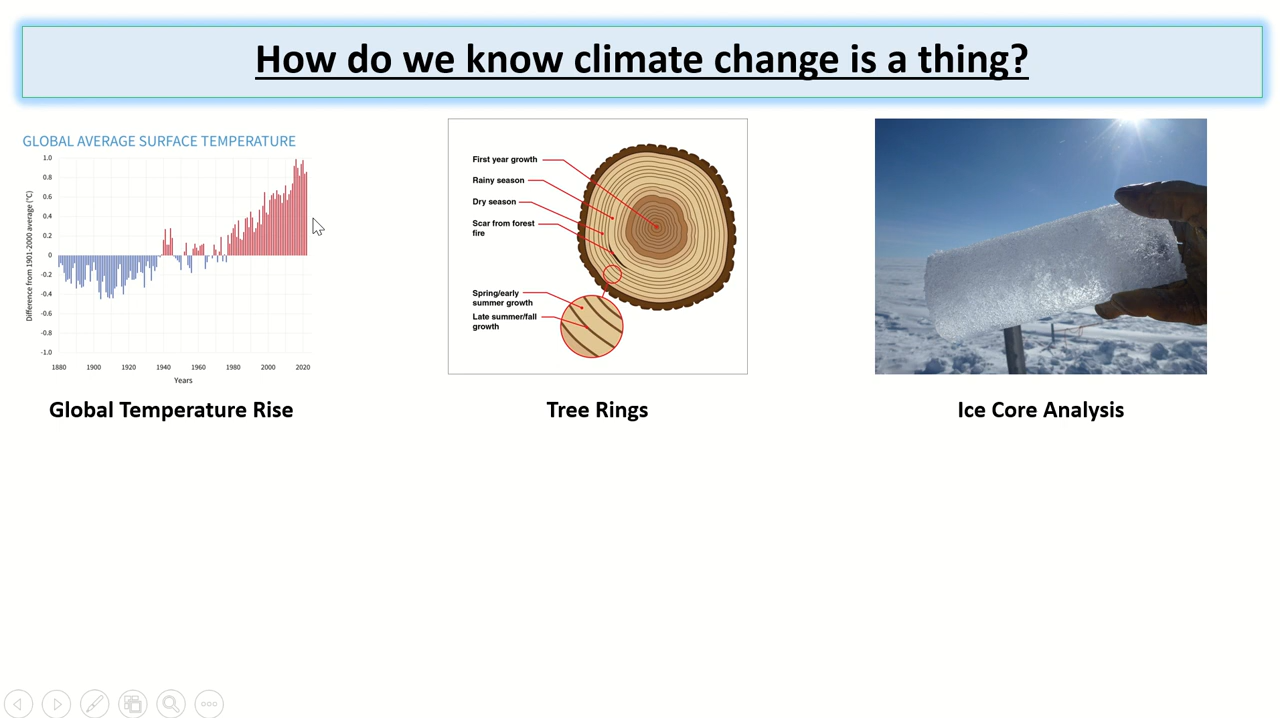 How do we know climate change is a thing?
GLOBAL AVERAGE SURFACE TEMPERATURE
Difference from 1901-2000 average (°C)
1.0
0.8
0.6
0.4
0.2
0
-0.2
-0.4
-0.6
-0.8
-1.0
1880 1900 1920 1940 1960 1980 2000 2020
Years
Global Temperature Rise
First year growth
Rainy season
Dry season
Scar from forest
fire
Spring/early
summer growth
Late summer/fall
growth
Tree Rings
Ice Core Analysis